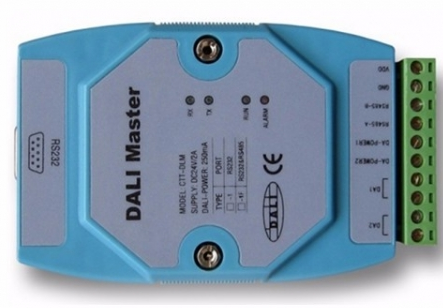 DALI Master
MODEL: CTT-DLM
SUPPLY: DC24V/2A
DALI-POWER: 250mA
TYPE PORT
-1 RS232
RS232&RS485
RX
TX
RUN
ALARM
DALI
RS232
VDD
GND
RS485-B
RS485-A
DA-POWER1
DA-POWER2
DA1
DA2